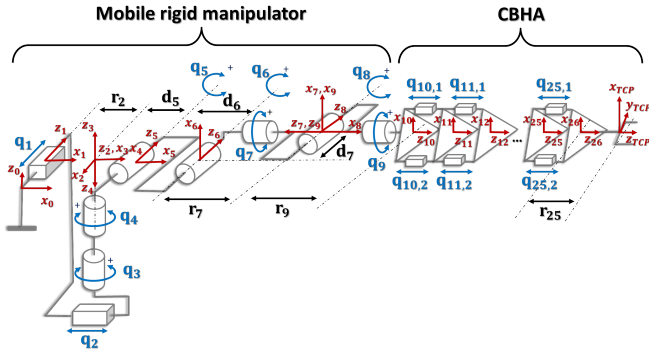 Mobile rigid manipulator
CBHA
q5 + q6 + q8 +
r2 d5 d6
x7, x9
q10,1 q11,1 q25,1
xTCP
yTCP
zTCP
q1 z1 z3 z5 x6 z6 z8
z0 x1 z2 x3 x4 x5 z7 z9 x8
x10 x11 x12 x25 x26
z10 z11 z12 ... z25 z26
x0 x2 z4 q7 + d7 q9 +
q10,2 q11,2 q25,2
+ q4 r7 r9 r25
+
q3
q2